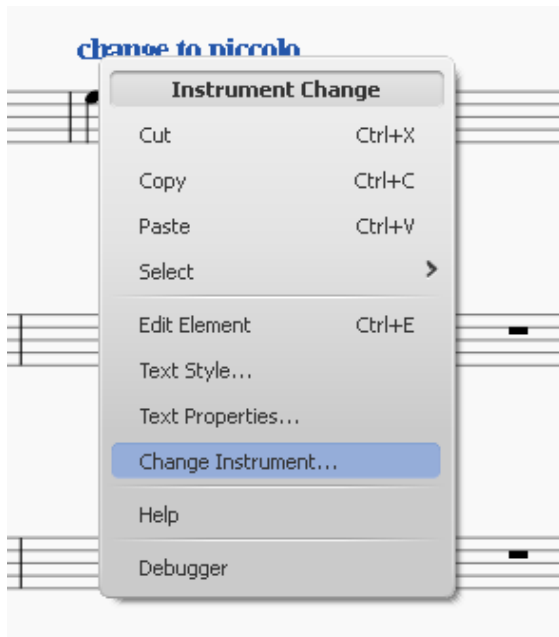 change to piccolo
Instrument Change
Cut Ctrl+X
Copy Ctrl+C
Paste Ctrl+V
Select
Edit Element Ctrl+E
Text Style...
Text Properties...
Change Instrument...
Help
Debugger